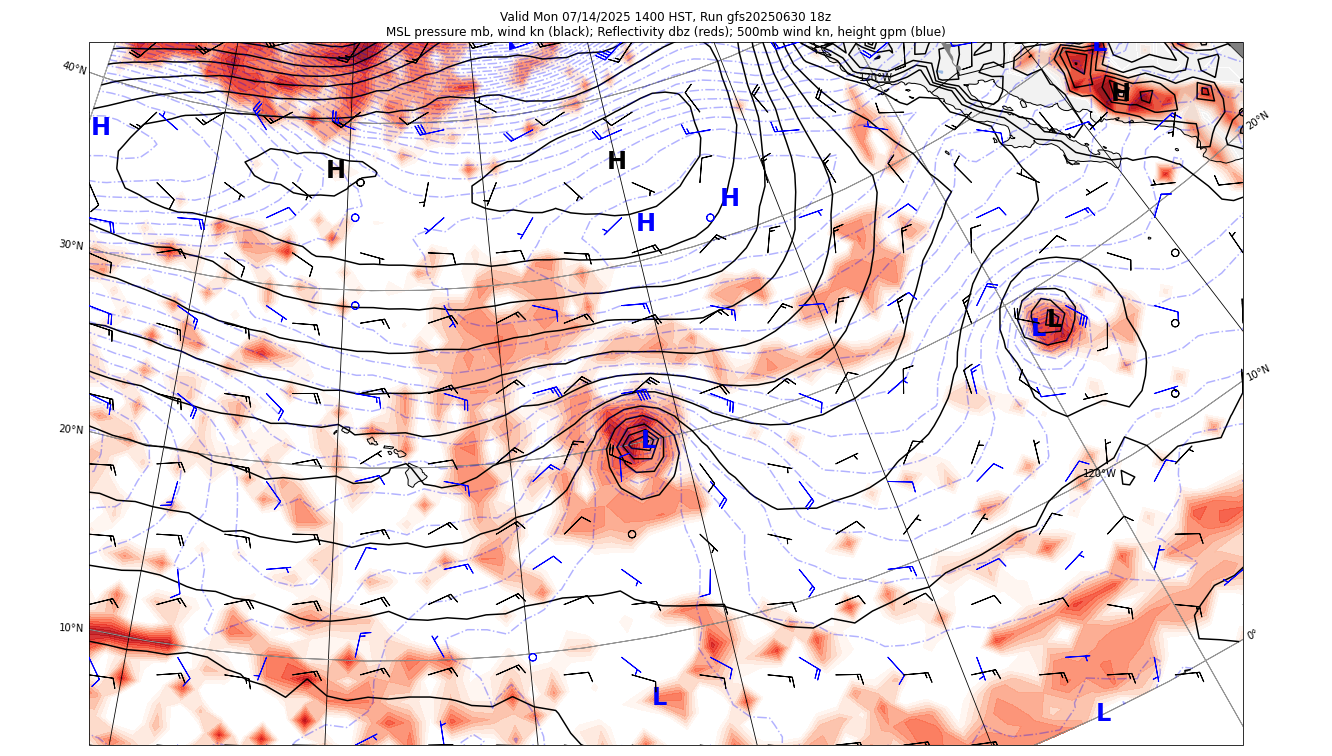 Valid Mon 07/14/2025 1400 HST, Run gfs20250630 18z
MSL pressure mb, wind kn (black); Reflectivity dbz (reds); 500mb wind kn, height gpm (blue)
L
40°N
120°W
H
H
20°N
H
H
H
H
30°N
L
L
10°N
20°N
L
120°W
10°N
0°
L
L